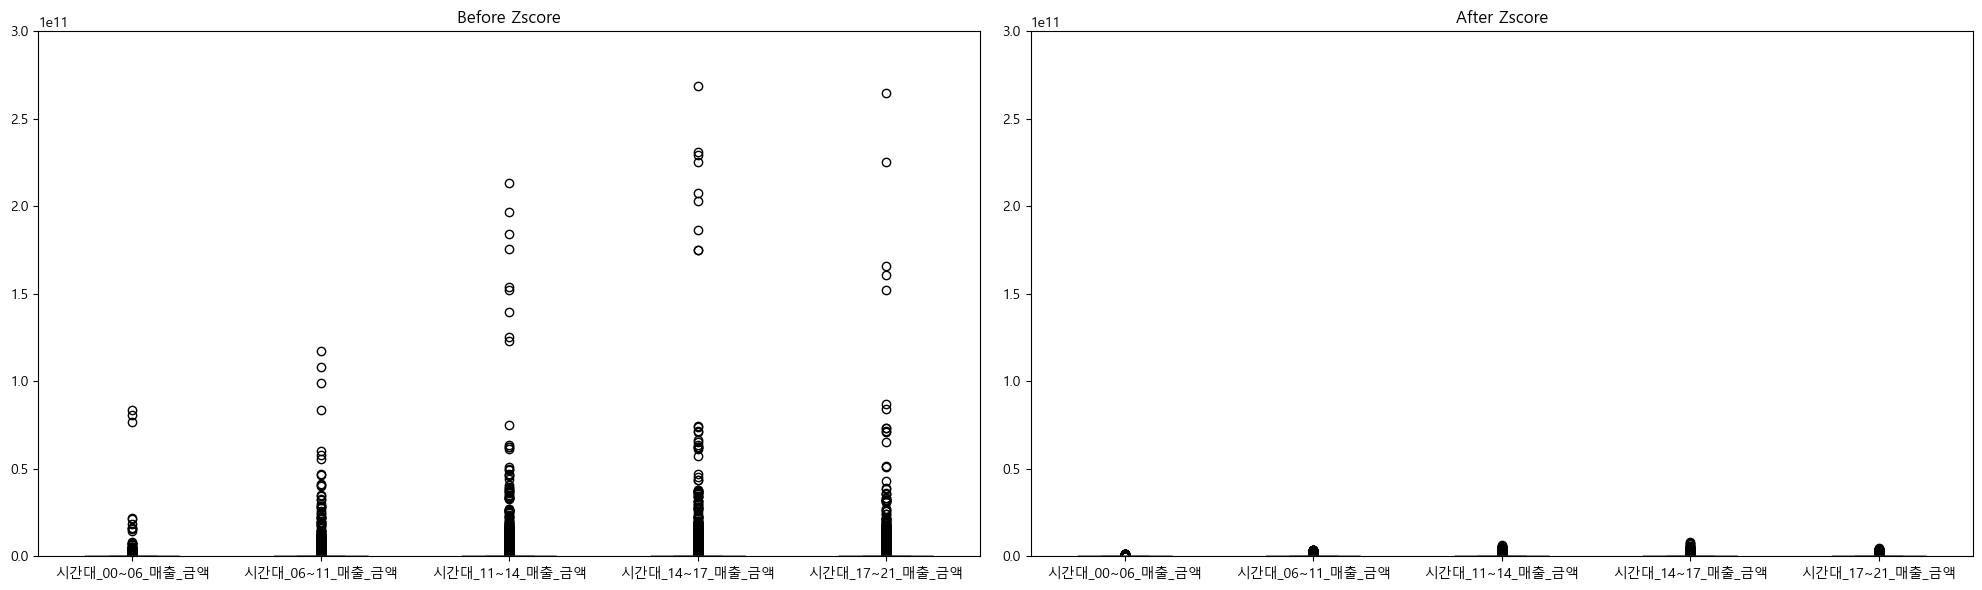 Before Zscore
1e11
3.0
2.5
2.0
1.5
1.0
0.5
0.0
시간대_00~06_매출_금액 시간대_06~11_매출_금액 시간대_11~14_매출_금액 시간대_14~17_매출_금액 시간대_17~21_매출_금액
After Zscore
1e11
3.0
2.5
2.0
1.5
1.0
0.5
0.0
시간대_00~06_매출_금액 시간대_06~11_매출_금액 시간대_11~14_매출_금액 시간대_14~17_매출_금액 시간대_17~21_매출_금액